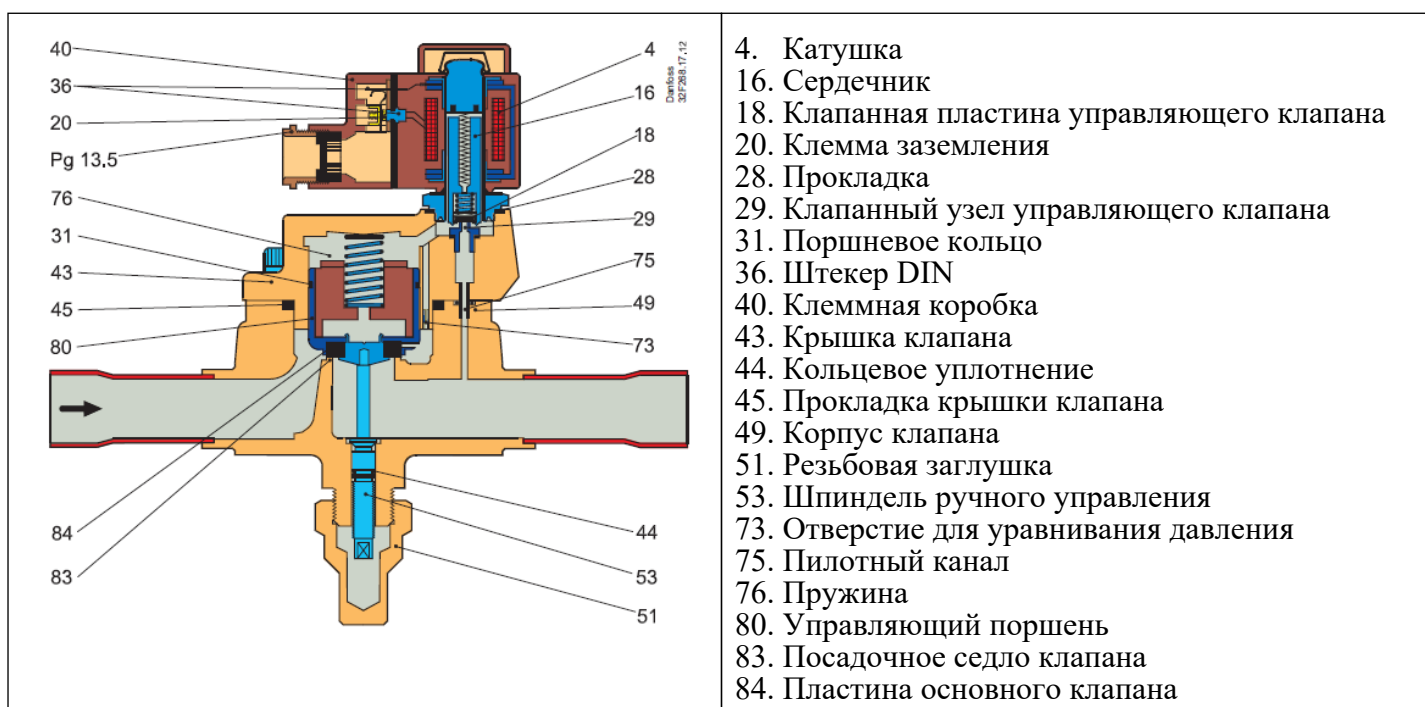 40
36
20
Pg 13,5
76
31
43
45
80
84
83
4
16
18
28
29
75
49
73
44
53
51
Danfoss
32F268.17.12
4. Катушка
16. Сердечник
18. Клапанная пластина управляющего клапана
20. Клемма заземления
28. Прокладка
29. Клапанный узел управляющего клапана
31. Поршневое кольцо
36. Штекер DIN
40. Клеммная коробка
43. Крышка клапана
44. Кольцевое уплотнение
45. Прокладка крышки клапана
49. Корпус клапана
51. Резьбовая заглушка
53. Шпиндель ручного управления
73. Отверстие для уравнивания давления
75. Пилотный канал
76. Пружина
80. Управляющий поршень
83. Посадочное седло клапана
84. Пластина основного клапана